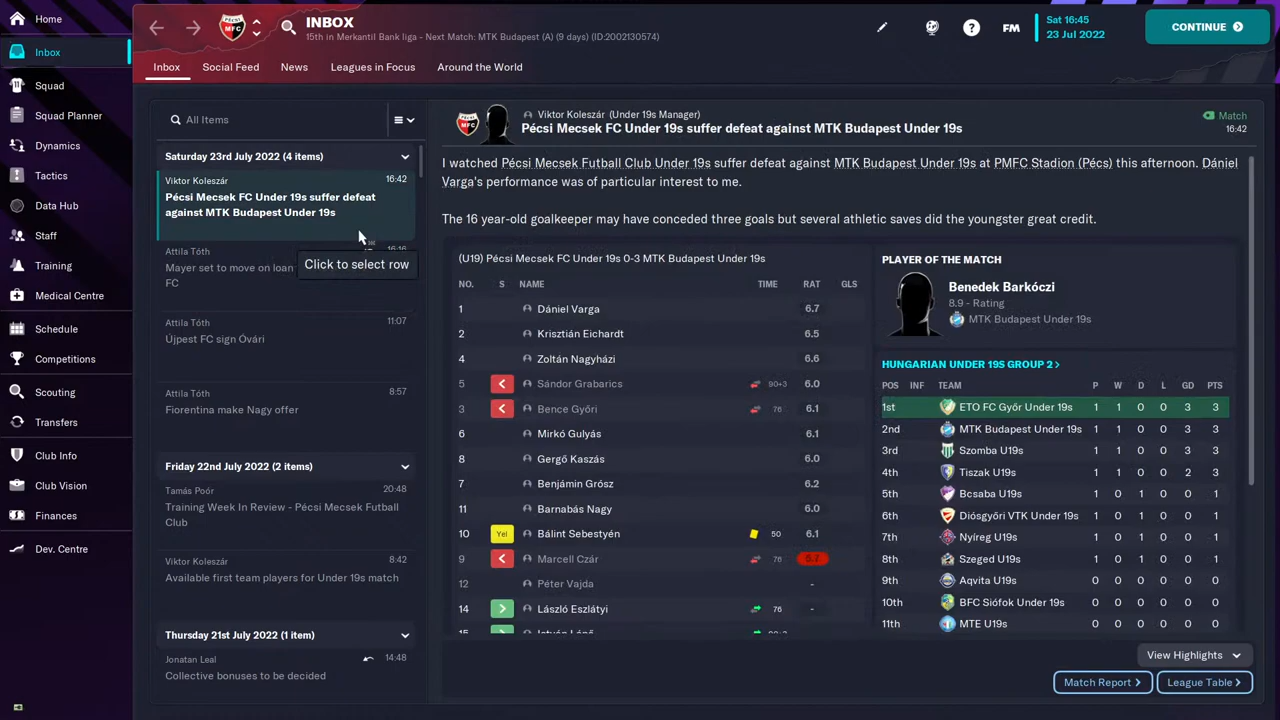 Home
Inbox
Squad
Squad Planner
Dynamics
Tactics
Data Hub
Staff
Training
Medical Centre
Schedule
Competitions
Scouting
Transfers
Club Info
Club Vision
Finances
Dev. Centre
INBOX
15th in Merkantil Bank liga - Next Match: MTK Budapest (A) (9 days) (ID:2002130574)
FM
Sat 16:45
23 Jul 2022
CONTINUE
Inbox
Social Feed
News
Leagues in Focus
Around the World
All Items
Saturday 23rd July 2022 (4 items)
Viktor Koleszár 16:42
Pécsi Mecsek FC Under 19s suffer defeat
against MTK Budapest Under 19s
Attila Tóth 16:16
Mayer set to move on loan
FC
Click to select row
Attila Tóth 11:07
Újpest FC sign Óvári
Attila Tóth 8:57
Fiorentina make Nagy offer
Friday 22nd July 2022 (2 items)
Tamás Poór 20:48
Training Week In Review - Pécsi Mecsek Futball
Club
Viktor Koleszár 8:42
Available first team players for Under 19s match
Thursday 21st July 2022 (1 item)
Jonatan Leal 14:48
Collective bonuses to be decided
Viktor Koleszár (Under 19s Manager)
Pécsi Mecsek FC Under 19s suffer defeat against MTK Budapest Under 19s
Match
16:42
I watched Pécsi Mecsek Futball Club Under 19s suffer defeat against MTK Budapest Under 19s at PMFC Stadion (Pécs) this afternoon. Dániel
Varga's performance was of particular interest to me.
The 16 year-old goalkeeper may have conceded three goals but several athletic saves did the youngster great credit.
(U19) Pécsi Mecsek FC Under 19s 0-3 MTK Budapest Under 19s
NO. S NAME TIME RAT GLS
1 Dániel Varga 6.7
2 Krisztián Eichardt 6.5
4 Zoltán Nagyházi 6.6
5 Sándor Grabarics 90+3 6.0
3 Bence Győri 76 6.1
6 Mirkó Gulyás 6.1
8 Gergő Kaszás 6.0
7 Benjámin Grósz 6.2
11 Barnabás Nagy 6.0
10 Yel Bálint Sebestyén 50 6.1
9 Marcell Czár 76 5.7
12 Péter Vajda -
14 László Eszlátyi 76 -
PLAYER OF THE MATCH
Benedek Barkóczi
8.9 - Rating
MTK Budapest Under 19s
HUNGARIAN UNDER 19S GROUP 2
POS INF TEAM P W D L GD PTS
1st ETO FC Győr Under 19s 1 1 0 0 3 3
2nd MTK Budapest Under 19s 1 1 0 0 3 3
3rd Szomba U19s 1 1 0 0 3 3
4th Tiszak U19s 1 1 0 0 2 3
5th Bcsaba U19s 1 0 1 0 0 1
6th Diósgyőri VTK Under 19s 1 0 1 0 0 1
7th Nyíreg U19s 1 0 1 0 0 1
8th Szeged U19s 1 0 1 0 0 1
9th Aqvita U19s 0 0 0 0 0 0
10th BFC Siófok Under 19s 0 0 0 0 0 0
11th MTE U19s 0 0 0 0 0 0
View Highlights
Match Report
League Table